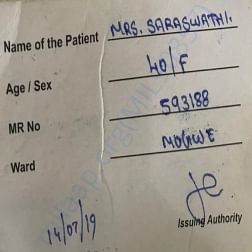 Name of the Patient MRS. SARASWATHI.
Age / Sex 40/F
MR No 593188
Ward
14/07/19
Issuing Authority